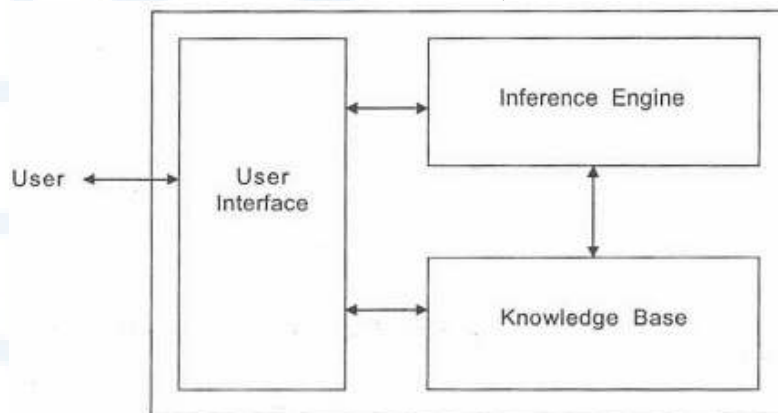 Inference Engine
User
User
Interface
Knowledge Base